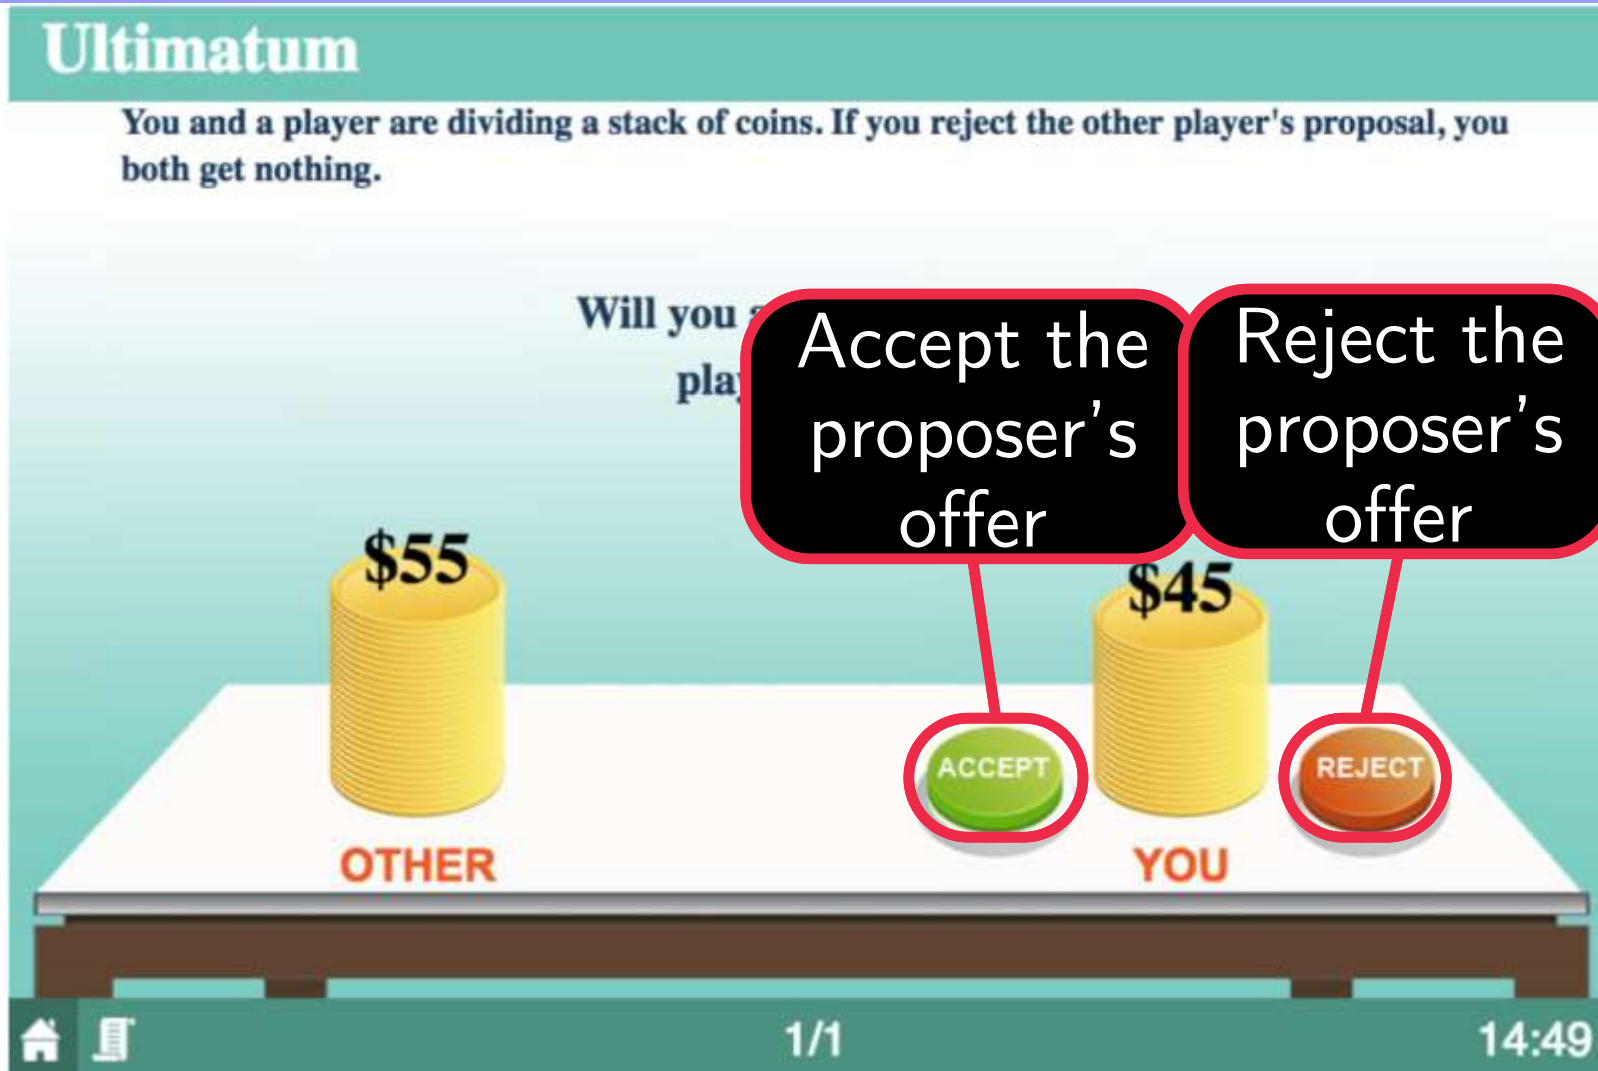 Ultimatum
You and a player are dividing a stack of coins. If you reject the other player's proposal, you
both get nothing.
Will you
Accept the
proposer's
offer
Reject the
proposer's
offer
$55
$45
ACCEPT
REJECT
OTHER
YOU
1/1
14:49